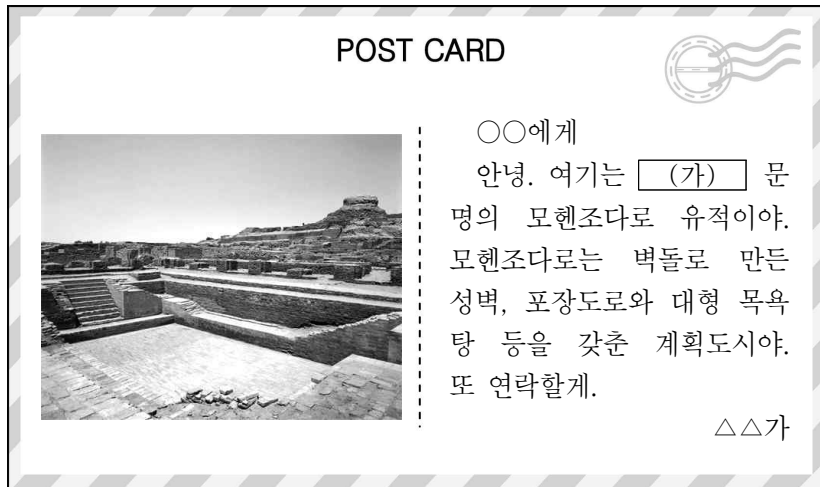 POST CARD
○○에게
안녕. 여기는 (가) 문
명의 모헨조다로 유적이야.
모헨조다로는 벽돌로 만든
성벽, 포장도로와 대형 목욕
탕 등을 갖춘 계획도시야.
또 연락할게.
△△가